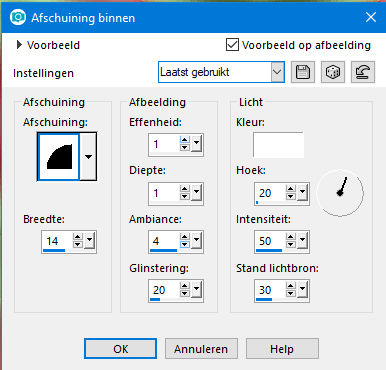 Afschuining binnen
Voorbeeld
Voorbeeld op afbeelding
Instellingen
Laatst gebruikt
Afschuining
Afschuining:
Breedte:
14
Afbeelding
Effenheid:
1
Diepte:
1
Ambiance:
4
Glinstering:
20
Licht
Kleur:
Hoek:
20
Intensiteit:
50
Stand lichtbron:
30
OK
Annuleren
Help